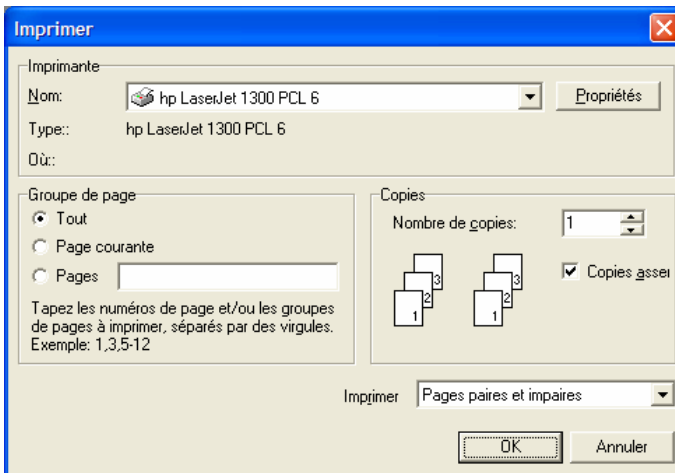 Imprimer
Imprimante
Nom:
hp LaserJet 1300 PCL 6
Propriétés
Type::
hp LaserJet 1300 PCL 6
Où::
Groupe de page
Tout
Page courante
Pages
Tapez les numéros de page et/ou les groupes
de pages à imprimer, séparés par des virgules.
Exemple: 1,3,5-12
Copies
Nombre de copies:
1
3
2
1
3
2
1
Copies
Imprimer
Pages paires et impaires
OK
Annuler